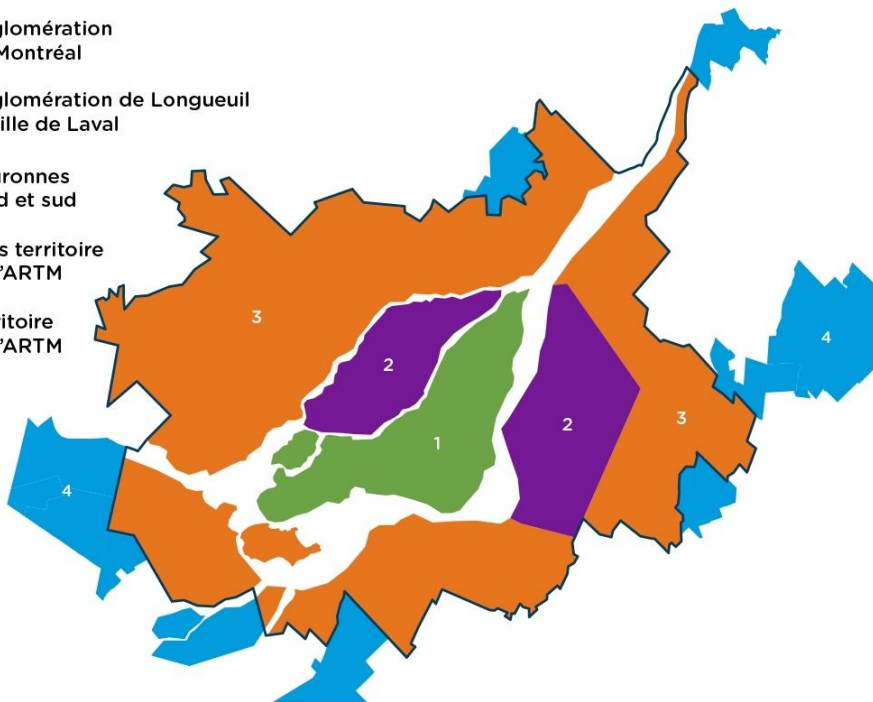 glomération
Montréal
glomération de Longueuil
ille de Laval
ronnes
d et sud
s territoire
'ARTM
itoire
'ARTM
3
2
1
2
3
4
4